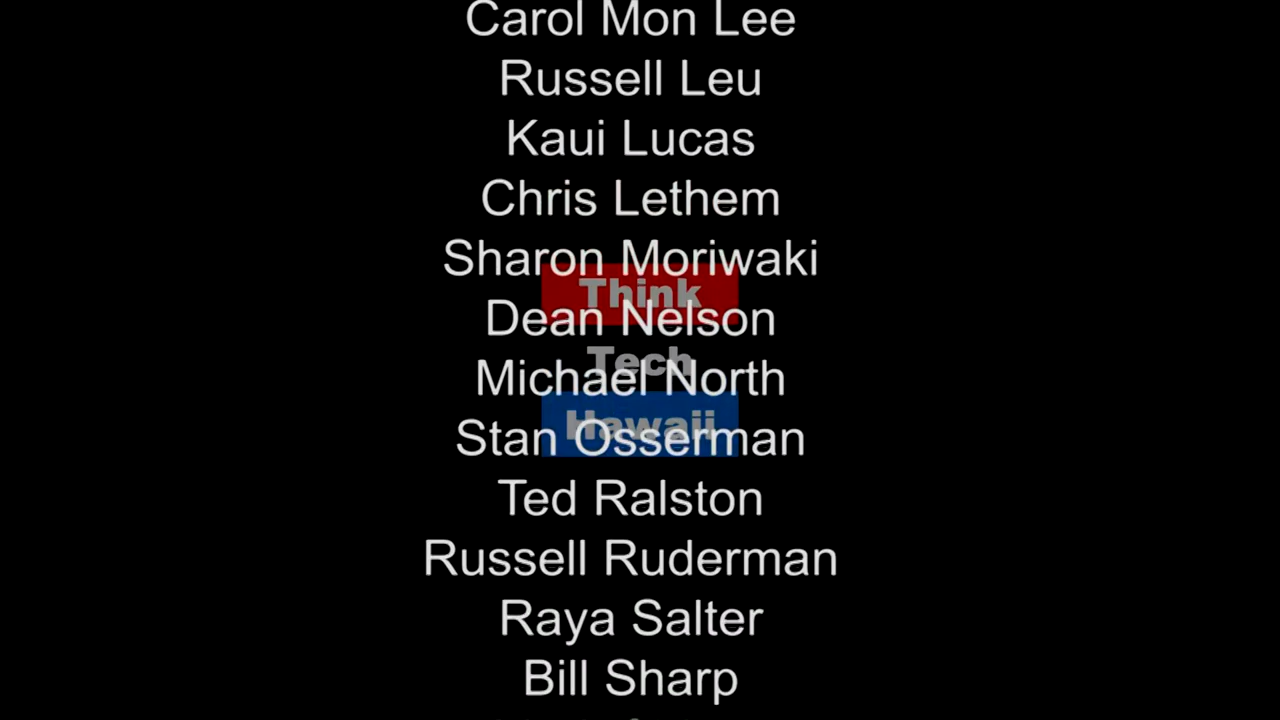 Carol Mon Lee
Russell Leu
Kaui Lucas
Chris Lethem
Sharon Moriwaki
Think
Dean Nelson
Tech
Michael North
Hawaii
Stan Osserman
Ted Ralston
Russell Ruderman
Raya Salter
Bill Sharp